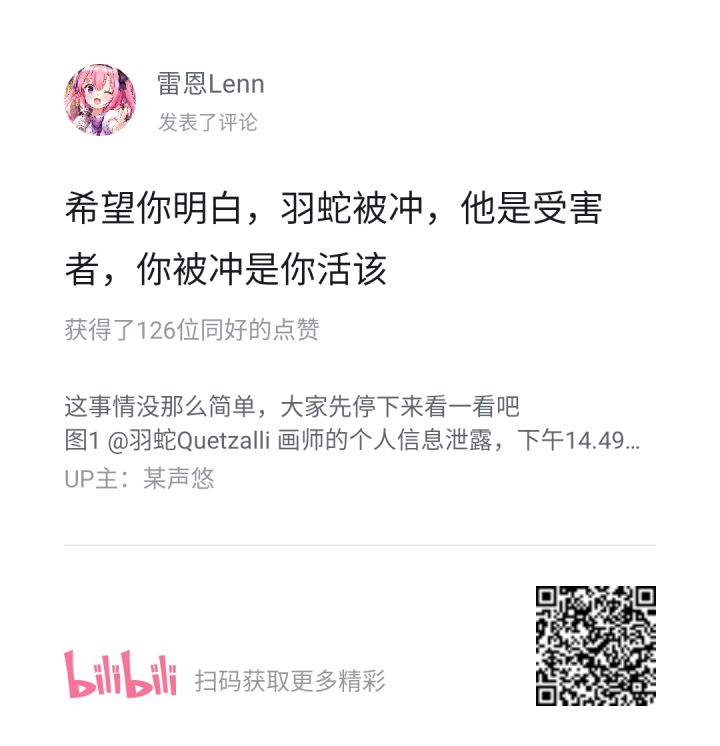 雷恩Lenn
发表了评论
希望你明白，羽蛇被冲，他是受害
者，你被冲是你活该
获得了126位同好的点赞
这事情没那么简单，大家先停下来看一看吧
图1 @羽蛇Quetzalli 画师的个人信息泄露，下午14.49...
UP主：某声悠
bilibili 扫码获取更多精彩